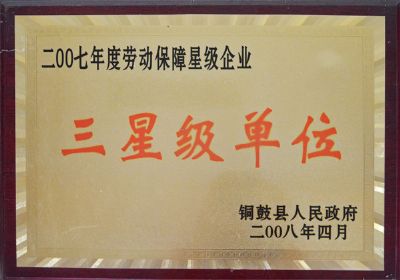 二00七年度劳动保障星级企业
三星级单位
铜鼓县人民政府
二00八年四月